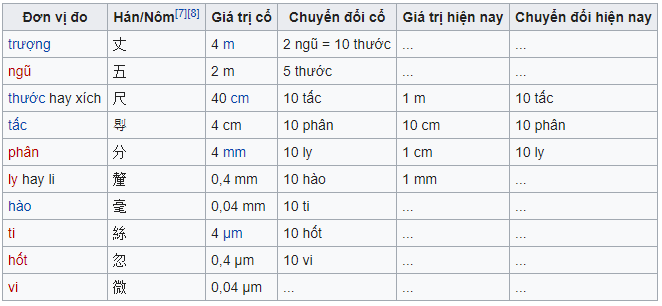 Đơn vị đo Hán/Nôm[7][8] Giá trị cổ Chuyển đổi cổ Giá trị hiện nay Chuyển đổi hiện nay
trượng 丈 4 m 2 ngũ = 10 thước ... ...
ngũ 五 2 m 5 thước ... ...
thước hay xích 尺 40 cm 10 tấc 1 m 10 tấc
tấc 4 cm 10 phân 10 cm 10 phân
phân 分 4 mm 10 ly 1 cm 10 ly
ly hay li 釐 0,4 mm 10 hào 1 mm ...
hào 毫 0,04 mm 10 ti ... ...
ti 絲 4 µm 10 hốt ... ...
hốt 忽 0,4 µm 10 vi ... ...
vi 微 0,04 µm ... ... ...